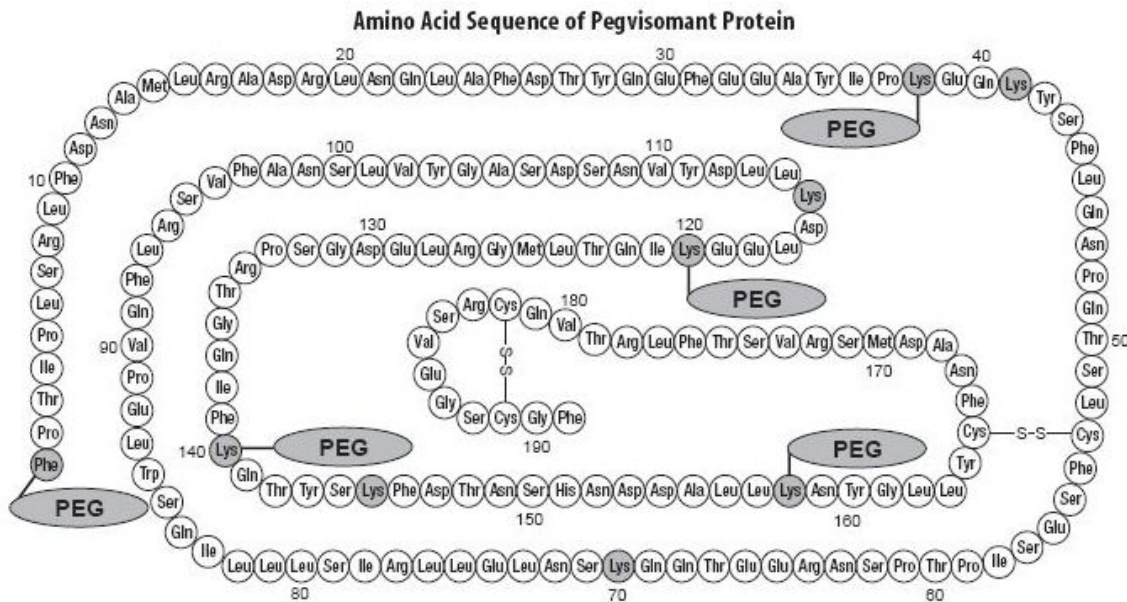 Amino Acid Sequence of Pegvisomant Protein
Phe Pro Thr Ile Pro Leu Ser Arg Leu Phe
10
Asp Asn Ala Met Leu Arg Ala Asp Arg Leu
20
Asn Gln Leu Ala Phe Asp Thr Tyr Gln Glu
30
Phe Glu Glu Ala Tyr Ile Pro Lys Glu Gln
40
Lys Tyr Ser Phe Leu Gln Asn Pro Gln Thr
50
Ser Leu Cys Phe Ser Glu Ser Ile Pro Thr
60
Pro Ser Asn Arg Glu Glu Thr Gln Gln Lys
70
Ser Asn Leu Glu Leu Leu Arg Ile Ser Leu
80
Leu Leu Ile Gln Ser Trp Leu Glu Pro Val
90
Gln Phe Leu Arg Ser Val Phe Ala Asn Ser
100
Leu Val Tyr Gly Ala Ser Asp Ser Asn Val
110
Tyr Asp Leu Leu Lys Asp Leu Glu Glu Lys
120
Ile Gln Thr Leu Met Gly Arg Leu Glu Asp
130
Gly Ser Pro Arg Thr Gly Gln Ile Phe Lys
140
Gln Thr Tyr Ser Lys Phe Asp Thr Asn Ser
150
His Asn Asp Asp Ala Leu Leu Lys Asn Tyr
160
Gly Leu Leu Tyr Cys Phe Asn Ala Asp Met
170
Ser Arg Val Ser Thr Phe Leu Arg Thr Val
180
Gln Cys Arg Ser Val Glu Gly Ser Cys Gly
190
Phe
PEG
PEG
PEG
PEG
PEG
S-S
S-S